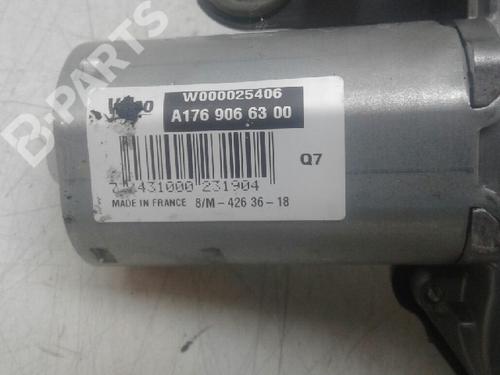 B-PARTS
Valeo
W000025406
A176 906 63 00
Q7
431000 231904
MADE IN FRANCE 8/M-426 36-18